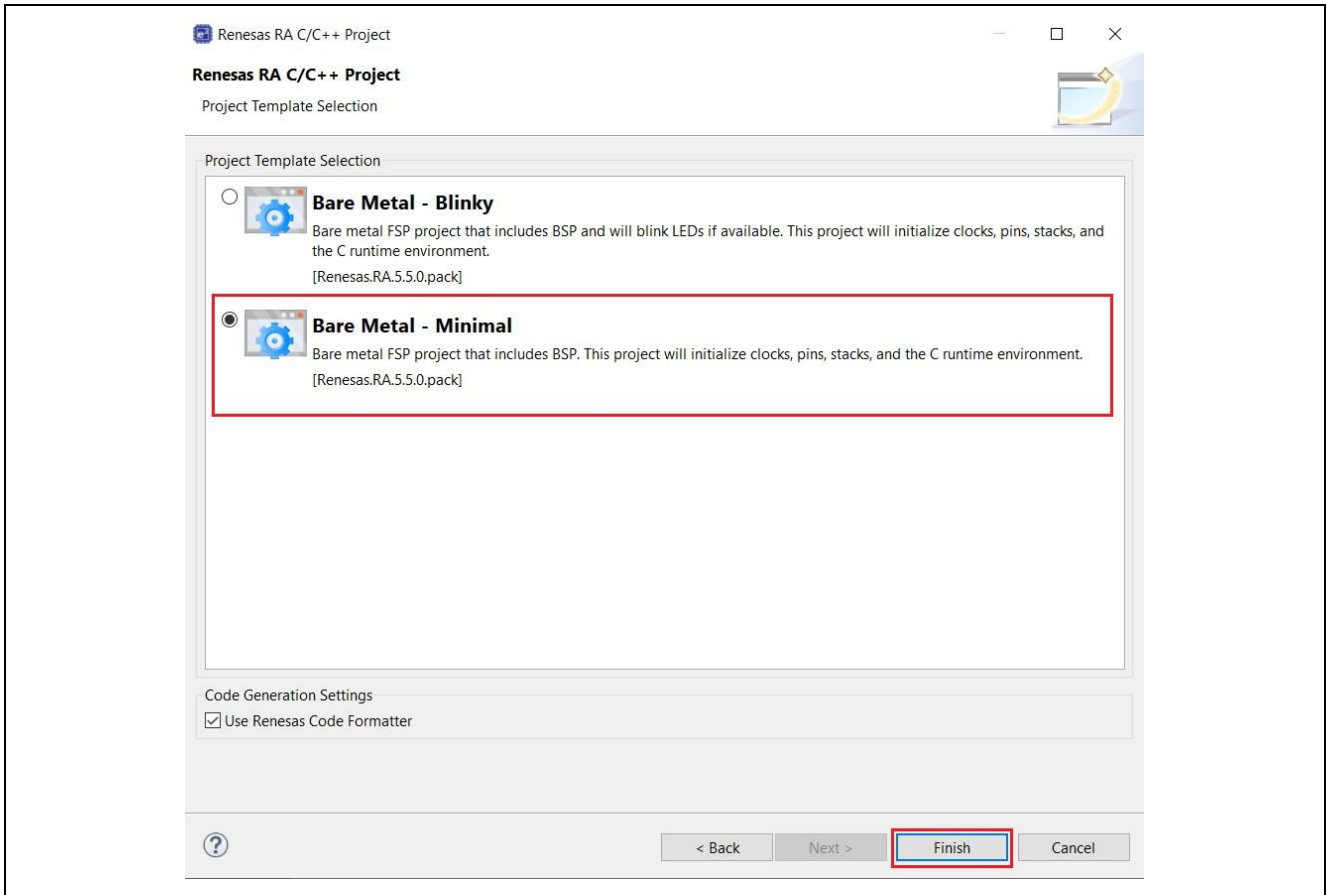 Renesas RA C/C++ Project
Renesas RA C/C++ Project
Project Template Selection
Project Template Selection
Bare Metal - Blinky
Bare metal FSP project that includes BSP and will blink LEDs if available. This project will initialize clocks, pins, stacks, and
the C runtime environment.
[Renesas.RA.5.5.0.pack]
Bare Metal - Minimal
Bare metal FSP project that includes BSP. This project will initialize clocks, pins, stacks, and the C runtime environment.
[Renesas.RA.5.5.0.pack]
Code Generation Settings
Use Renesas Code Formatter
? < Back Next > Finish Cancel